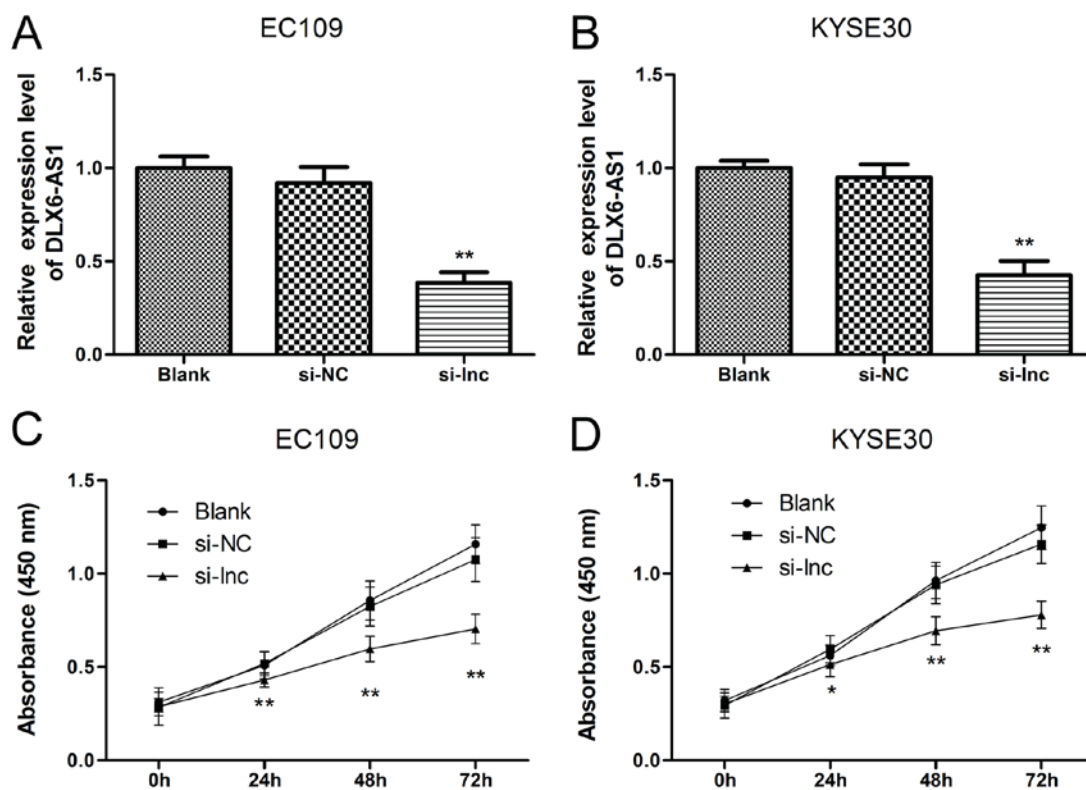 A
EC109
Relative expression level
of DLX6-AS1
1.5
1.0
0.5
0.0
**
Blank
si-NC
si-lnc
B
KYSE30
Relative expression level
of DLX6-AS1
1.5
1.0
0.5
0.0
**
Blank
si-NC
si-lnc
C
EC109
Absorbance (450 nm)
1.5
1.0
0.5
0.0
Blank
si-NC
si-lnc
**
**
**
0h
24h
48h
72h
D
KYSE30
Absorbance (450 nm)
1.5
1.0
0.5
0.0
Blank
si-NC
si-lnc
*
**
**
0h
24h
48h
72h